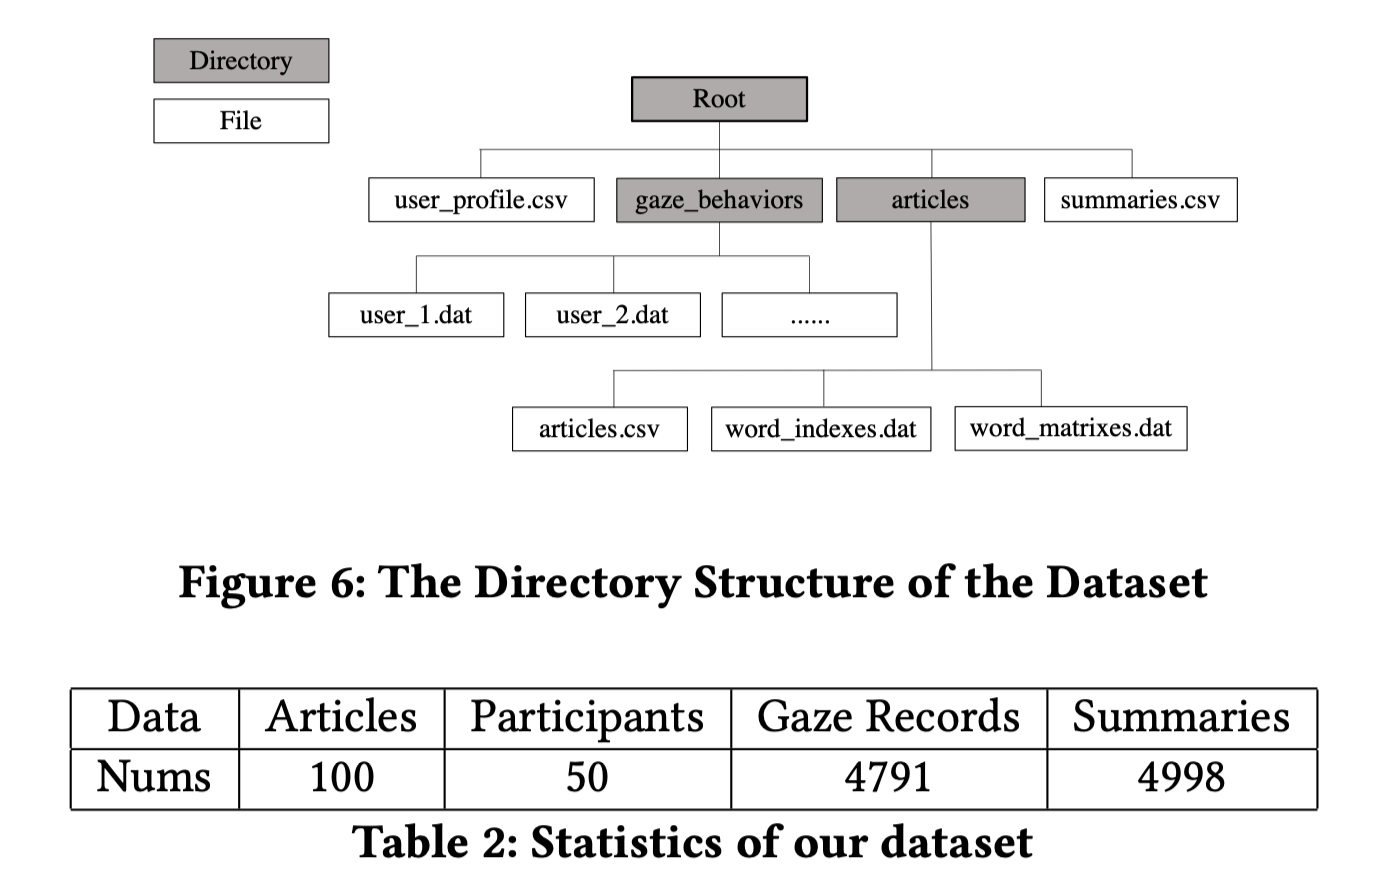 Directory
File
Root
user_profile.csv
gaze_behaviors
articles
summaries.csv
user_1.dat
user_2.dat
......
articles.csv
word_indexes.dat
word_matrixes.dat
Figure 6: The Directory Structure of the Dataset
Data Articles Participants Gaze Records Summaries
Nums 100 50 4791 4998
Table 2: Statistics of our dataset